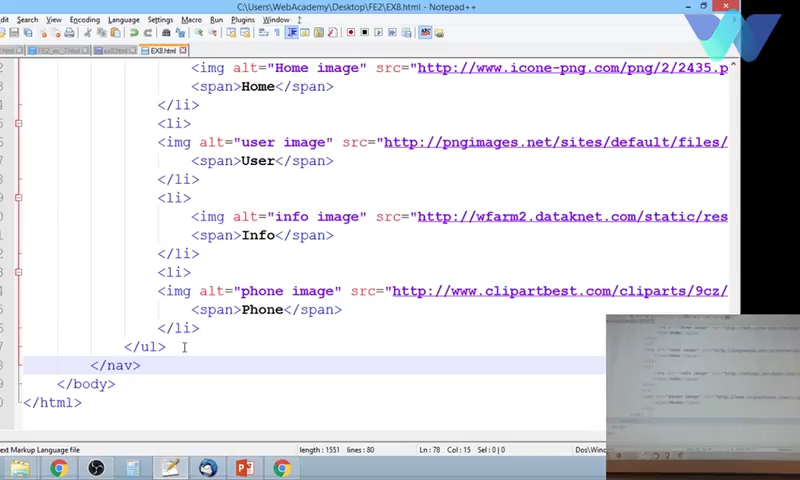 C:\Users\WebAcademy\Desktop\FE2\EX8.html - Notepad++
Search View Encoding Language Settings Macro Run Plugins Window ?
EX8.html
<img alt="Home image" src="http://www.icone-png.com/png/2/2435.p
<span>Home</span>
</li>
<li>
<img alt="user image" src="http://pngimages.net/sites/default/files/
<span>User</span>
</li>
<li>
<img alt="info image" src="http://wfarm2.dataknet.com/static/res
<span>Info</span>
</li>
<li>
<img alt="phone image" src="http://www.clipartbest.com/cliparts/9cz/
<span>Phone</span>
</li>
</ul>
</nav>
</body>
</html>
ext Markup Language file length : 1551 lines : 80 Ln : 78 Col : 15 Sel : 0 | 0 Dos\Windo